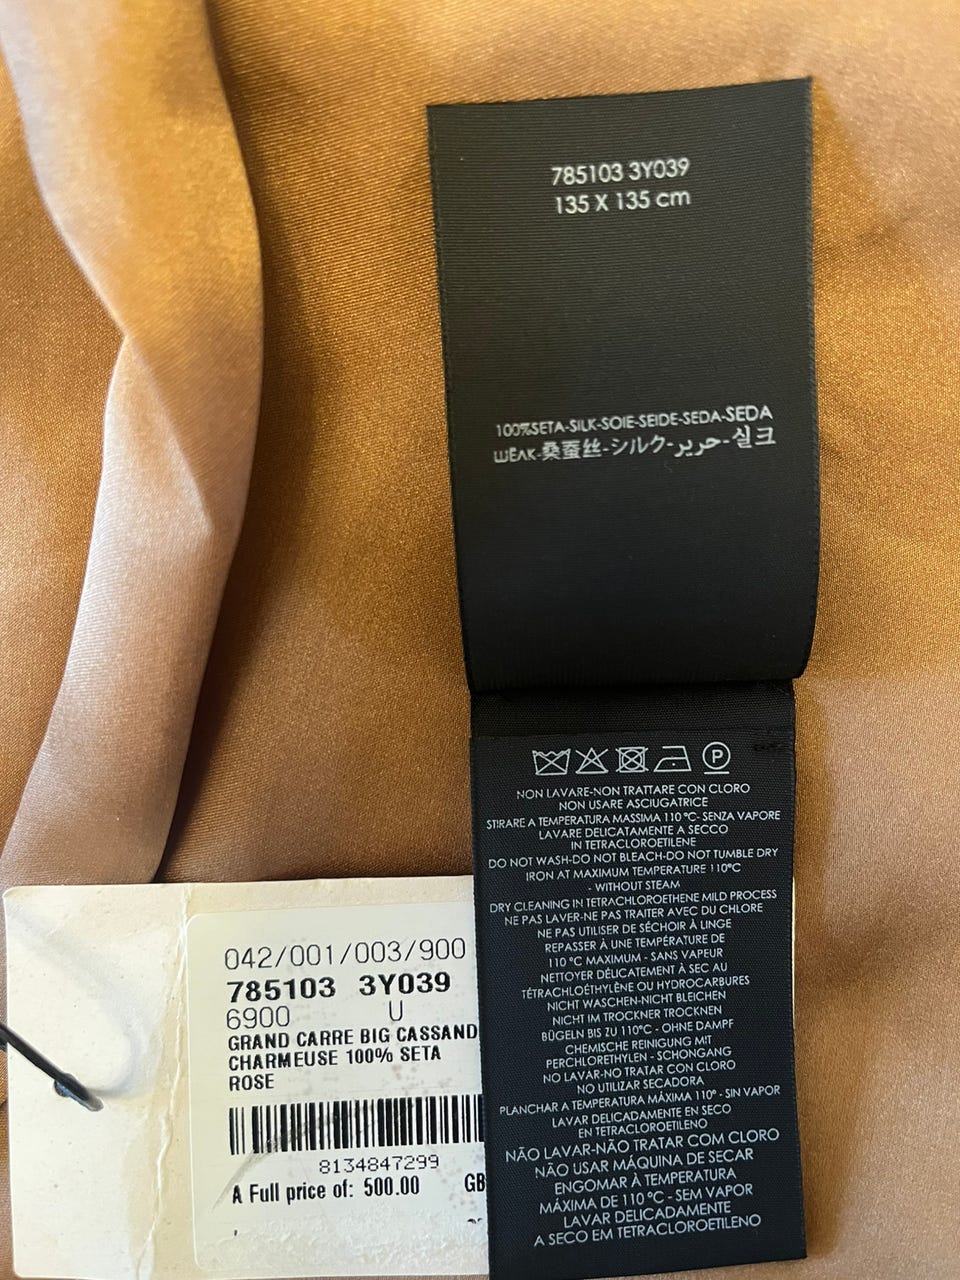 785103 3Y039
135 X 135 cm
100%SETA-SILK-SOIE-SEIDE-SEDA-SEDA
ШЕЛК-桑蚕丝-シルク-حرير-실크
NON LAVARE-NON TRATTARE CON CLORO
NON USARE ASCIUGATRICE
STIRARE A TEMPERATURA MASSIMA 110 °C- SENZA VAPORE
LAVARE DELICATAMENTE A SECCO
IN TETRACLOROETILENE
DO NOT WASH-DO NOT BLEACH-DO NOT TUMBLE DRY
IRON AT MAXIMUM TEMPERATURE 110°C
- WITHOUT STEAM
DRY CLEANING IN TETRACHLOROETHENE MILD PROCESS
NE PAS LAVER-NE PAS TRAITER AVEC DU CHLORE
NE PAS UTILISER DE SÉCHOIR À LINGE
REPASSER À UNE TEMPÉRATURE DE
110 °C MAXIMUM - SANS VAPEUR
NETTOYER DÉLICATEMENT À SEC AU
TÉTRACHLOÉTHYLÈNE OU HYDROCARBURES
NICHT WASCHEN-NICHT BLEICHEN
NICHT IM TROCKNER TROCKNEN
BÜGELN BIS ZU 110°C - OHNE DAMPF
CHEMISCHE REINIGUNG MIT
PERCHLORETHYLEN - SCHONGANG
NO LAVAR-NO TRATAR CON CLORO
NO UTILIZAR SECADORA
PLANCHAR A TEMPERATURA MÁXIMA 110° - SIN VAPOR
LAVAR DELICADAMENTE EN SECO
EN TETRACLOROETILENO
NÃO LAVAR-NÃO TRATAR COM CLORO
NÃO USAR MÁQUINA DE SECAR
ENGOMAR À TEMPERATURA
MÁXIMA DE 110 °C - SEM VAPOR
LAVAR DELICADAMENTE
A SECO EM TETRACLOROETILENO
042/001/003/900
785103 3Y039
6900 U
GRAND CARRE BIG CASSAND
CHARMEUSE 100% SETA
ROSE
8134847299
A Full price of: 500.00 GB